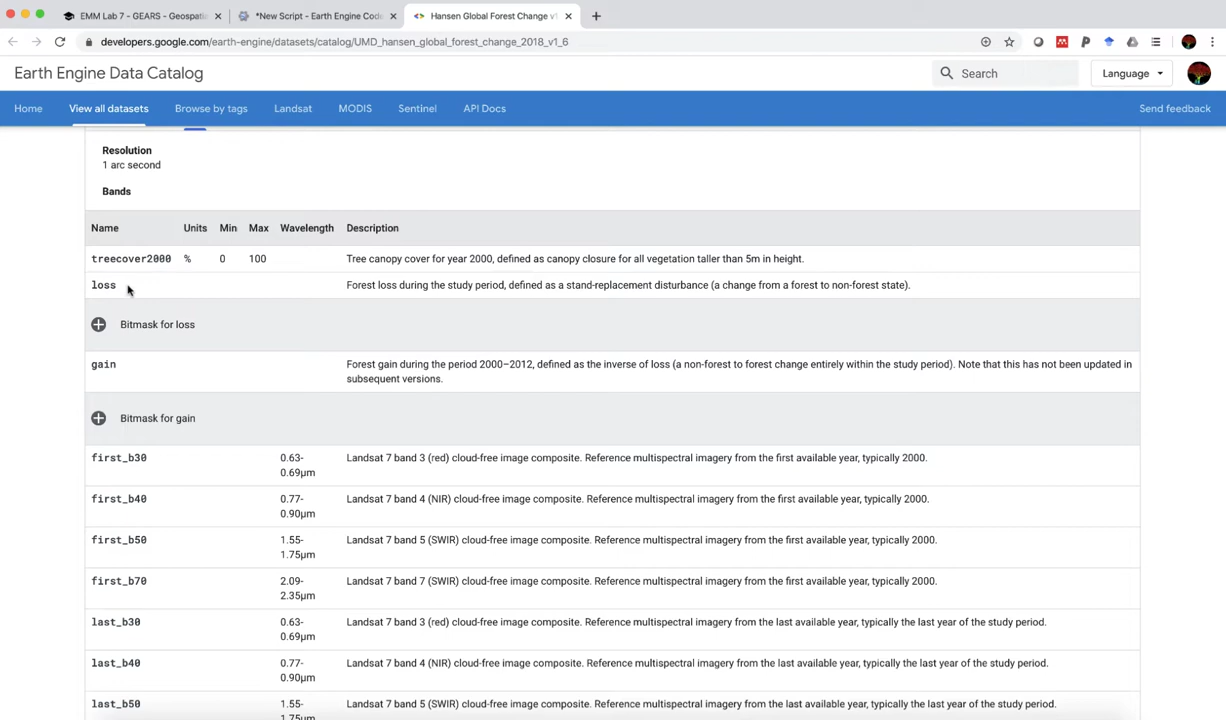 EMM Lab 7 - GEARS - Geospati
*New Script - Earth Engine Cod
Hansen Global Forest Change v1
developers.google.com/earth-engine/datasets/catalog/UMD_hansen_global_forest_change_2018_v1_6
Earth Engine Data Catalog
Search
Language
Home
View all datasets
Browse by tags
Landsat
MODIS
Sentinel
API Docs
Send feedback
Resolution
1 arc second
Bands
Name Units Min Max Wavelength Description
treecover2000 % 0 100 Tree canopy cover for year 2000, defined as canopy closure for all vegetation taller than 5m in height.
loss Forest loss during the study period, defined as a stand-replacement disturbance (a change from a forest to non-forest state).
Bitmask for loss
gain Forest gain during the period 2000–2012, defined as the inverse of loss (a non-forest to forest change entirely within the study period). Note that this has not been updated in
subsequent versions.
Bitmask for gain
first_b30 0.63- Landsat 7 band 3 (red) cloud-free image composite. Reference multispectral imagery from the first available year, typically 2000.
0.69µm
first_b40 0.77- Landsat 7 band 4 (NIR) cloud-free image composite. Reference multispectral imagery from the first available year, typically 2000.
0.90µm
first_b50 1.55- Landsat 7 band 5 (SWIR) cloud-free image composite. Reference multispectral imagery from the first available year, typically 2000.
1.75µm
first_b70 2.09- Landsat 7 band 7 (SWIR) cloud-free image composite. Reference multispectral imagery from the first available year, typically 2000.
2.35µm
last_b30 0.63- Landsat 7 band 3 (red) cloud-free image composite. Reference multispectral imagery from the last available year, typically the last year of the study period.
0.69µm
last_b40 0.77- Landsat 7 band 4 (NIR) cloud-free image composite. Reference multispectral imagery from the last available year, typically the last year of the study period.
0.90µm
last_b50 1.55- Landsat 7 band 5 (SWIR) cloud-free image composite. Reference multispectral imagery from the last available year, typically the last year of the study period.
1.75µm